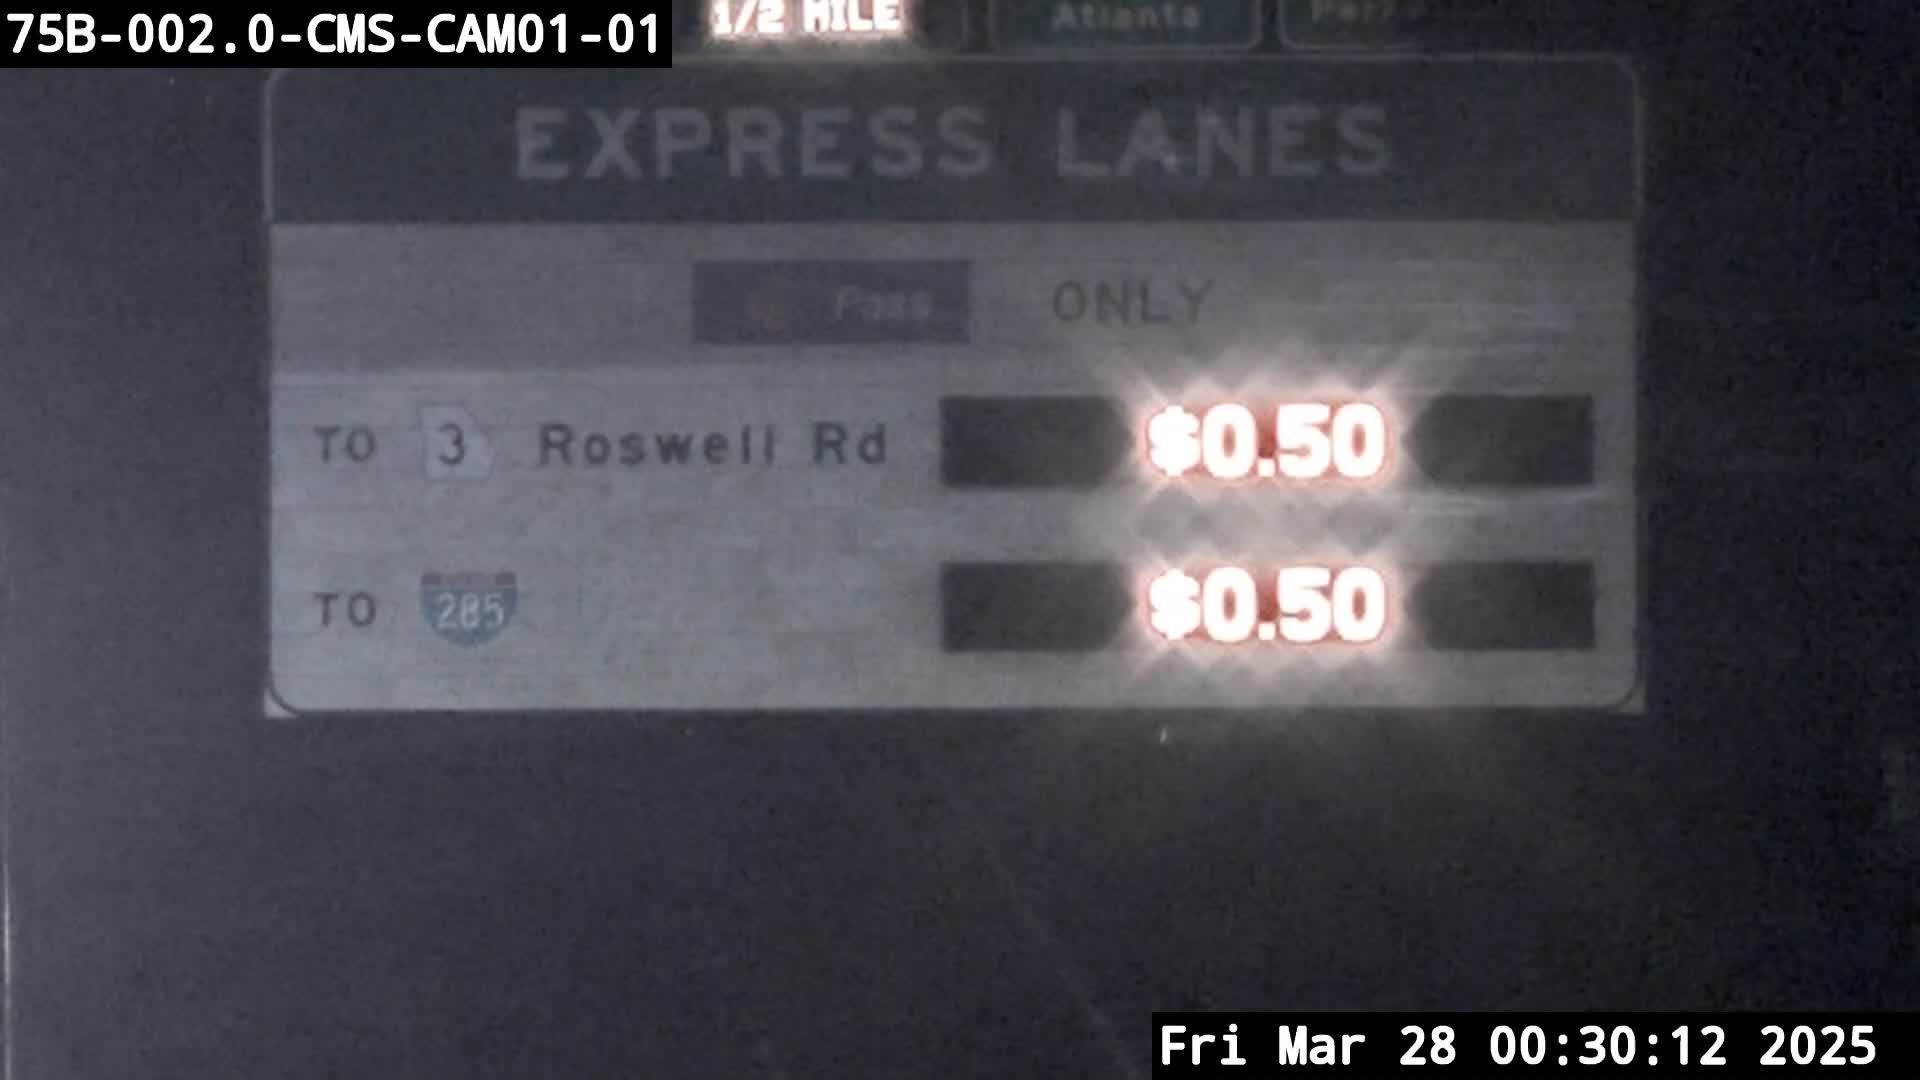 75B-002.0-CMS-CAM01-01
1/2 MILE
Atlanta
EXPRESS LANES
Pass ONLY
TO 3 Roswell Rd $0.50
TO 285 $0.50
Fri Mar 28 00:30:12 2025